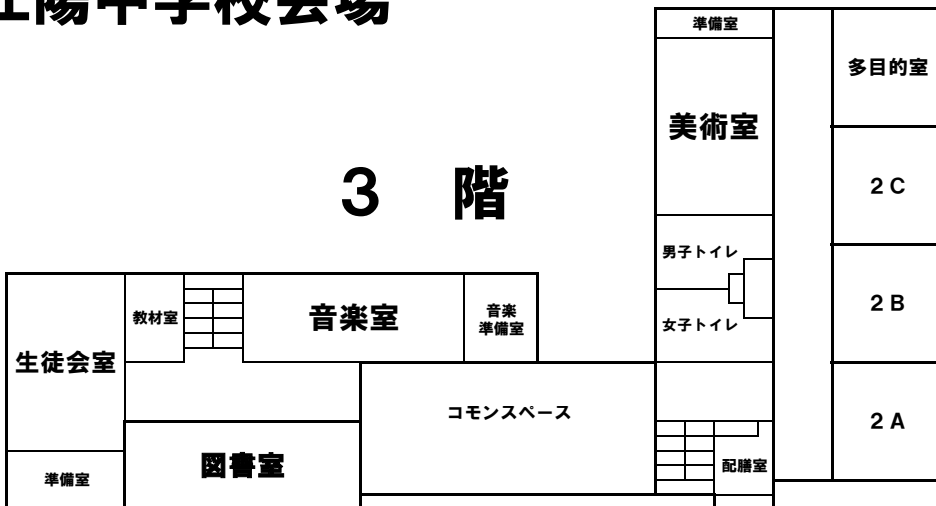 陽中学校会場
準備室
多目的室
美術室
3 階
2 C
男子トイレ
2 B
教材室
音楽室
音楽
準備室
女子トイレ
生徒会室
コモンスペース
2 A
図書室
配膳室
準備室